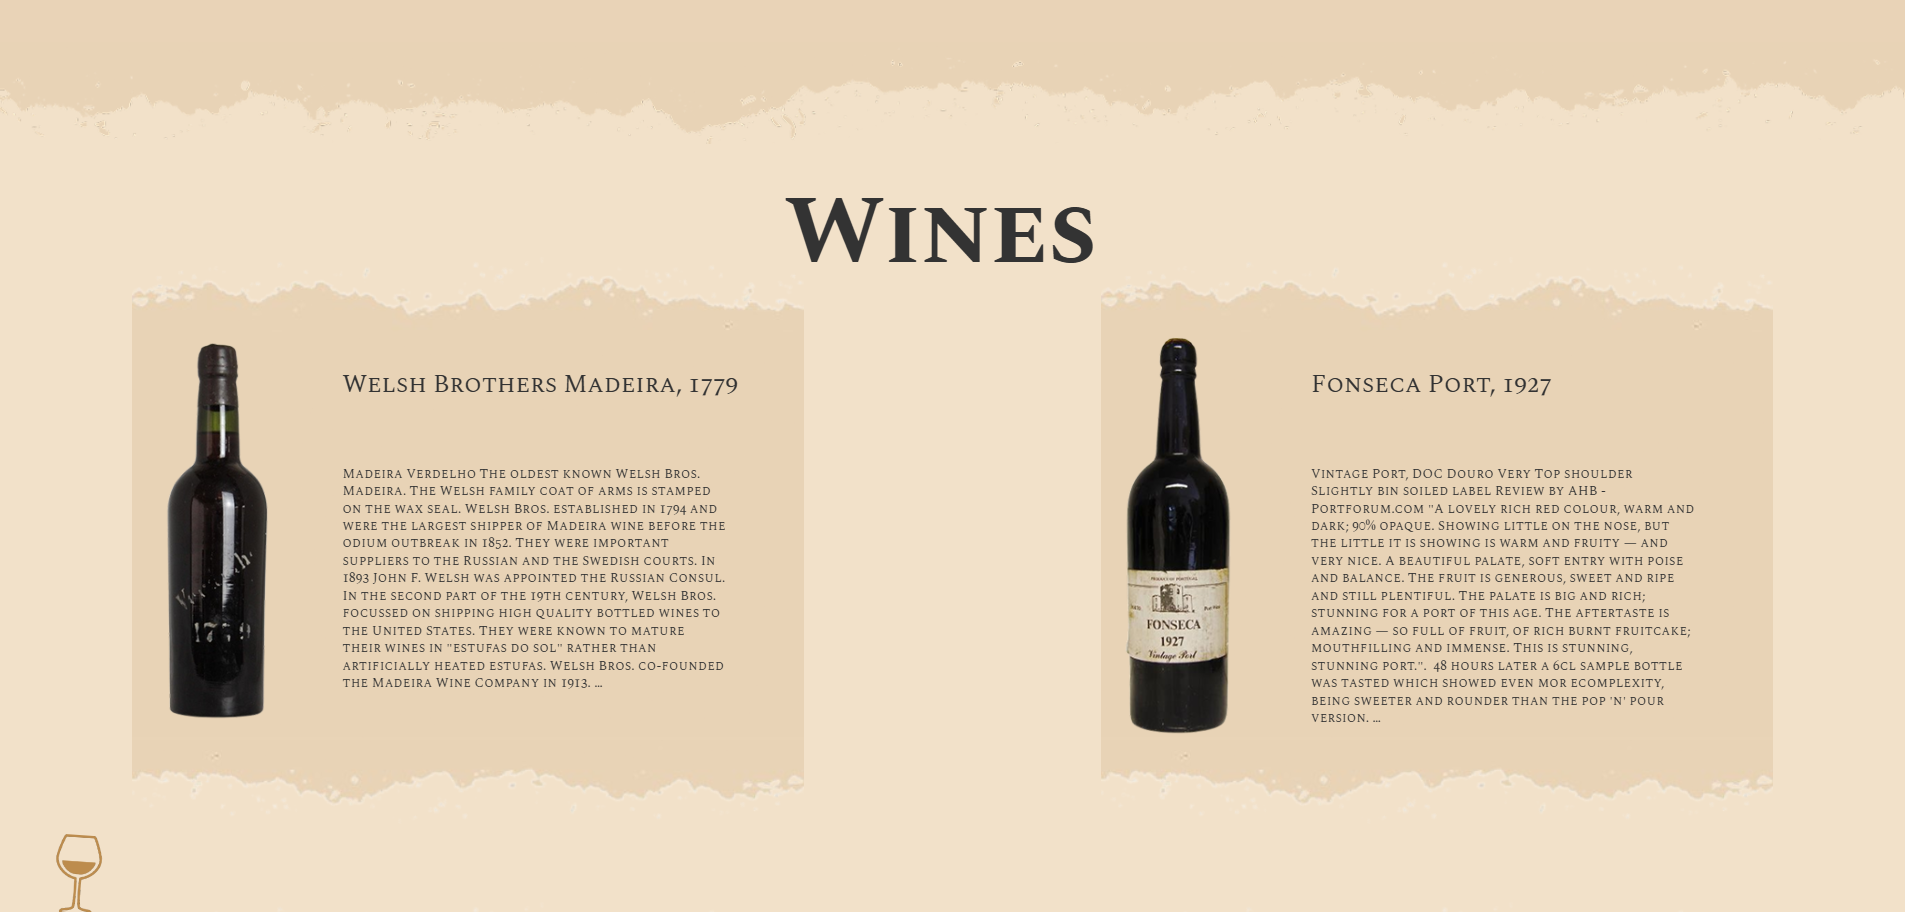 Wines
Welsh Brothers Madeira, 1779
Madeira Verdelho The oldest known Welsh Bros.
Madeira. The Welsh family coat of arms is stamped
on the wax seal. Welsh Bros. established in 1794 and
were the largest shipper of Madeira wine before the
odium outbreak in 1852. They were important
suppliers to the Russian and the Swedish courts. In
1893 John F. Welsh was appointed the Russian Consul.
In the second part of the 19th century, Welsh Bros.
focussed on shipping high quality bottled wines to
the United States. They were known to mature
their wines in "estufas do sol" rather than
artificially heated estufas. Welsh Bros. co-founded
the Madeira Wine Company in 1913. ...
1779
Fonseca Port, 1927
Vintage Port, DOC Douro Very Top shoulder
Slightly bin soiled label Review by AHB -
Portforum.com "A lovely rich red colour, warm and
dark; 90% opaque. Showing little on the nose, but
the little it is showing is warm and fruity — and
very nice. A beautiful palate, soft entry with poise
and balance. The fruit is generous, sweet and ripe
and still plentiful. The palate is big and rich;
stunning for a port of this age. The aftertaste is
amazing — so full of fruit, of rich burnt fruitcake;
mouthfilling and immense. This is stunning,
stunning port.".  48 hours later a 6cl sample bottle
was tasted which showed even mor ecomplexity,
being sweeter and rounder than the pop 'n' pour
version. ...
PRODUCT OF PORTUGAL
Port Wine
FONSECA
1927
Vintage Port